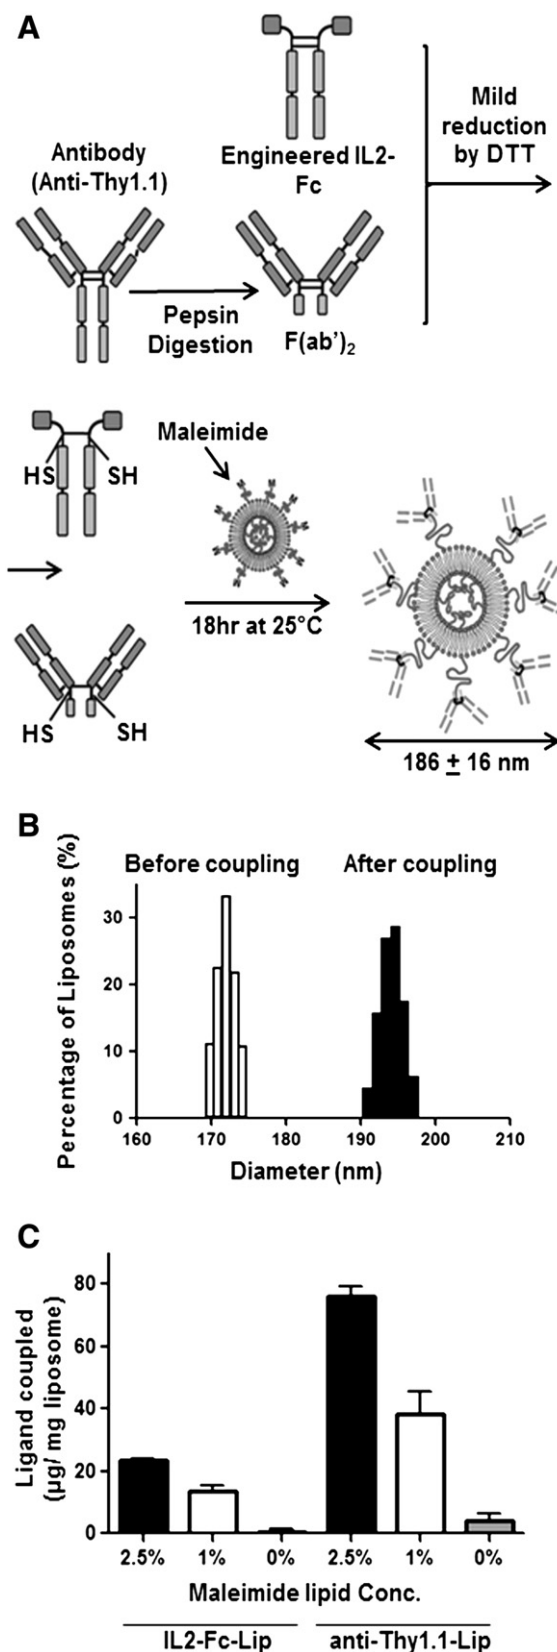 A
Antibody
(Anti-Thy1.1)
Engineered IL2-
Fc
Mild
reduction
by DTT
Pepsin
Digestion
F(ab')₂
HS
SH
Maleimide
HS
SH
18hr at 25°C
186 ± 16 nm
B
Before coupling
After coupling
Percentage of Liposomes (%)
30
20
10
0
160 170 180 190 200 210
Diameter (nm)
C
Ligand coupled
(µg/ mg liposome)
80
60
40
20
0
2.5% 1% 0% 2.5% 1% 0%
Maleimide lipid Conc.
IL2-Fc-Lip anti-Thy1.1-Lip